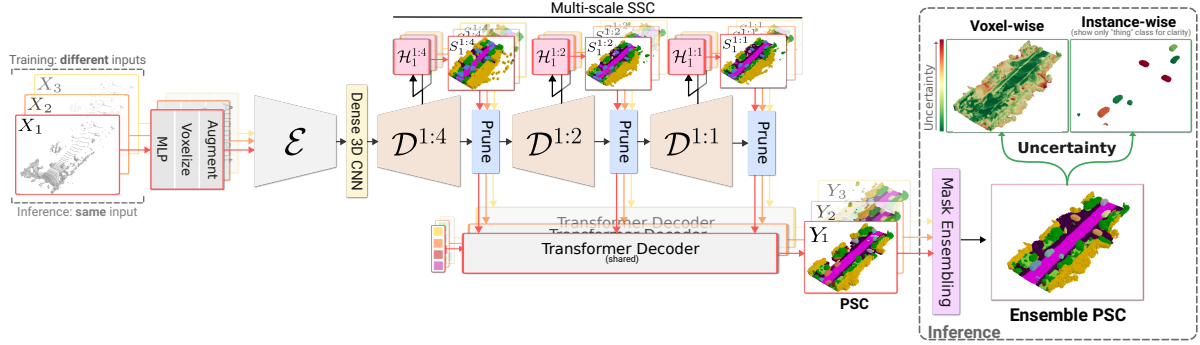 Multi-scale SSC
Training: different inputs
X₃
X₂
X₁
Inference: same input
MLP
Voxelize
Augment
ℰ
Dense 3D CNN
ℋ₁^{1:4}
S₁^{1:4}
𝒟^{1:4}
Prune
ℋ₁^{1:2}
S₁^{1:2}
𝒟^{1:2}
Prune
ℋ₁^{1:1}
S₁^{1:1}
𝒟^{1:1}
Prune
Transformer Decoder
Transformer Decoder
Transformer Decoder
(shared)
Y₃
Y₂
Y₁
PSC
Mask Ensembling
Voxel-wise
Instance-wise
(show only "thing" class for clarity)
Uncertainty
Uncertainty
Ensemble PSC
Inference